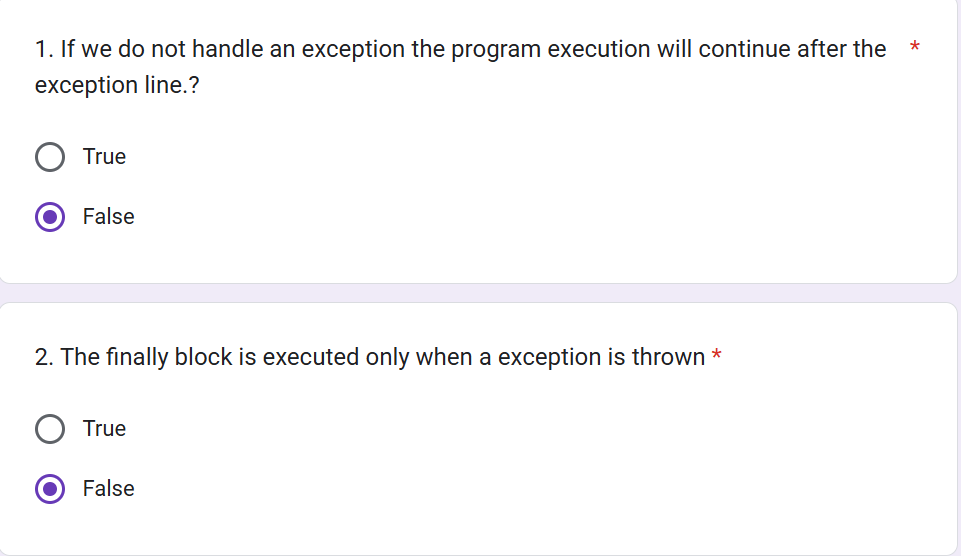 1. If we do not handle an exception the program execution will continue after the *
exception line.?
True
False
2. The finally block is executed only when a exception is thrown *
True
False